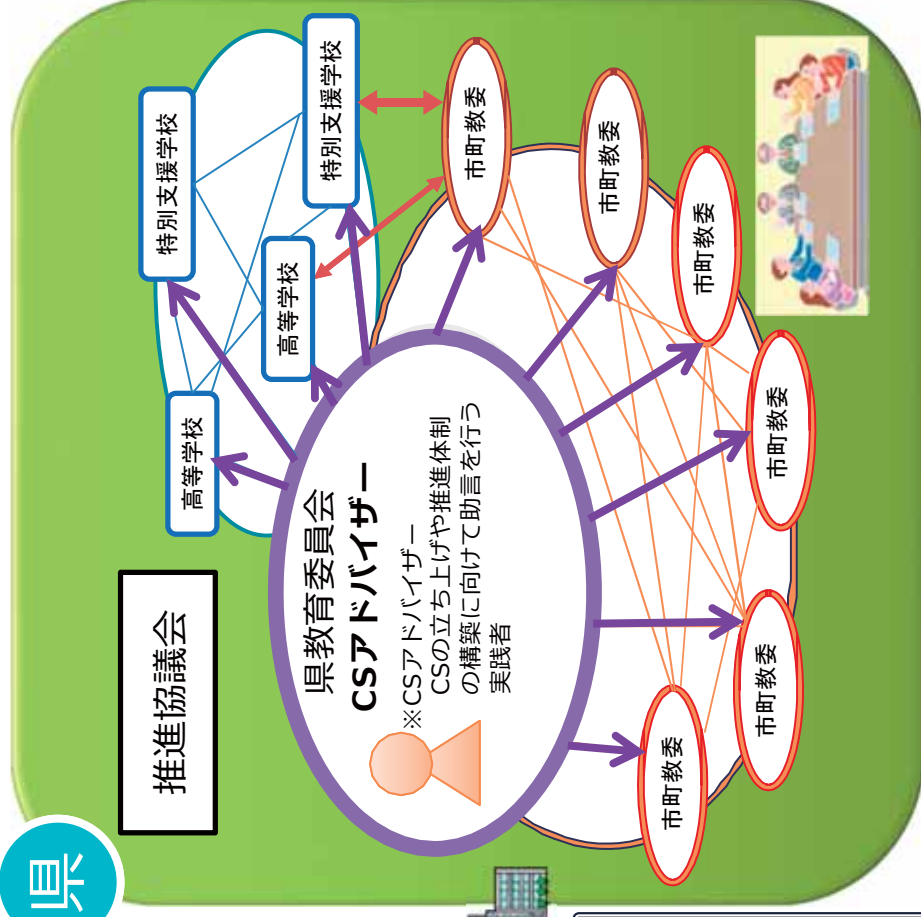 県
推進協議会
県教育委員会
CSアドバイザー
※CSアドバイザー
CSの立ち上げや推進体制
の構築に向けて助言を行う
実践者
高等学校
特別支援学校
高等学校
特別支援学校
市町教委
市町教委
市町教委
市町教委
市町教委
市町教委